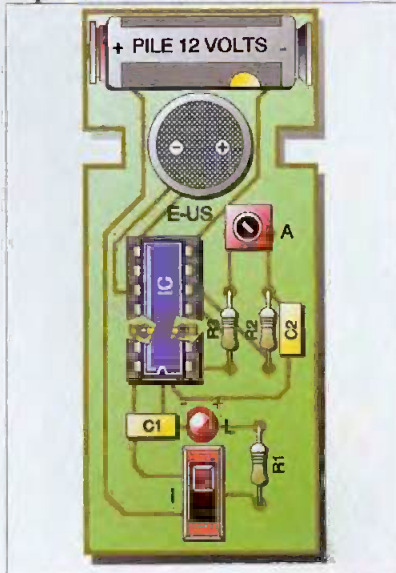 + PILE 12 VOLTS -
- +
E-US
A
IC
R3
R2
C2
- +
C1
L
R1
I